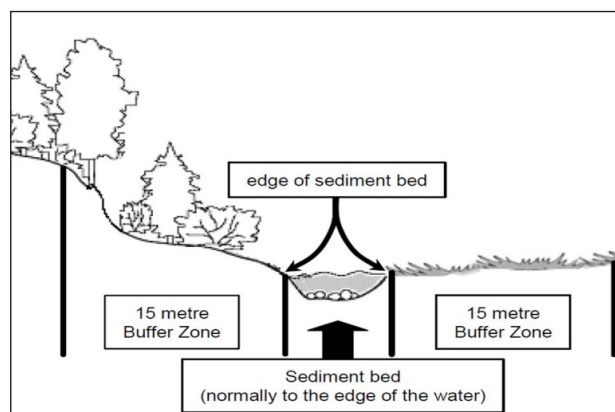 edge of sediment bed
15 metre
Buffer Zone
15 metre
Buffer Zone
Sediment bed
(normally to the edge of the water)